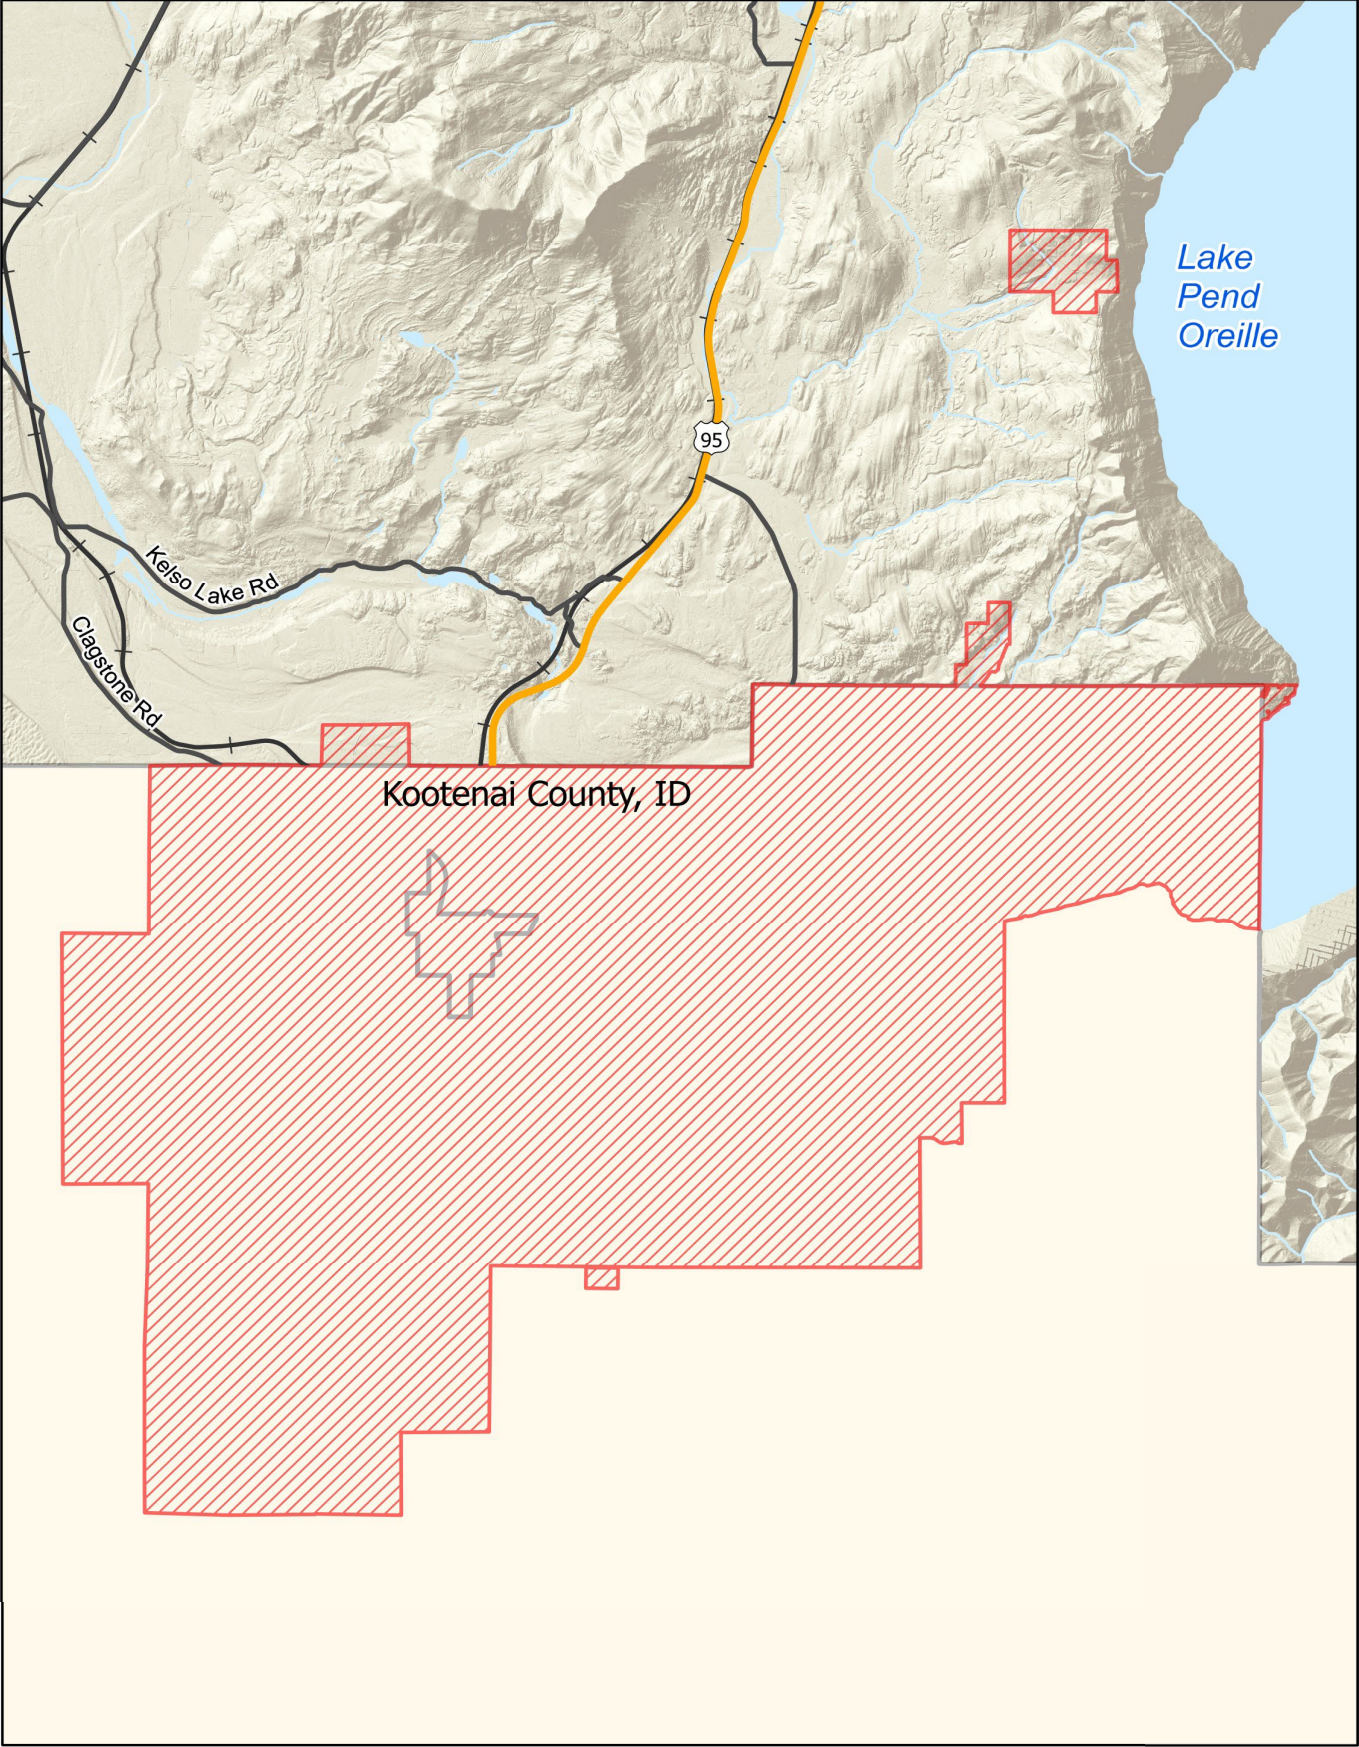 Lake
Pend
Oreille
95
Kelso Lake Rd
Clagstone Rd
Kootenai County, ID